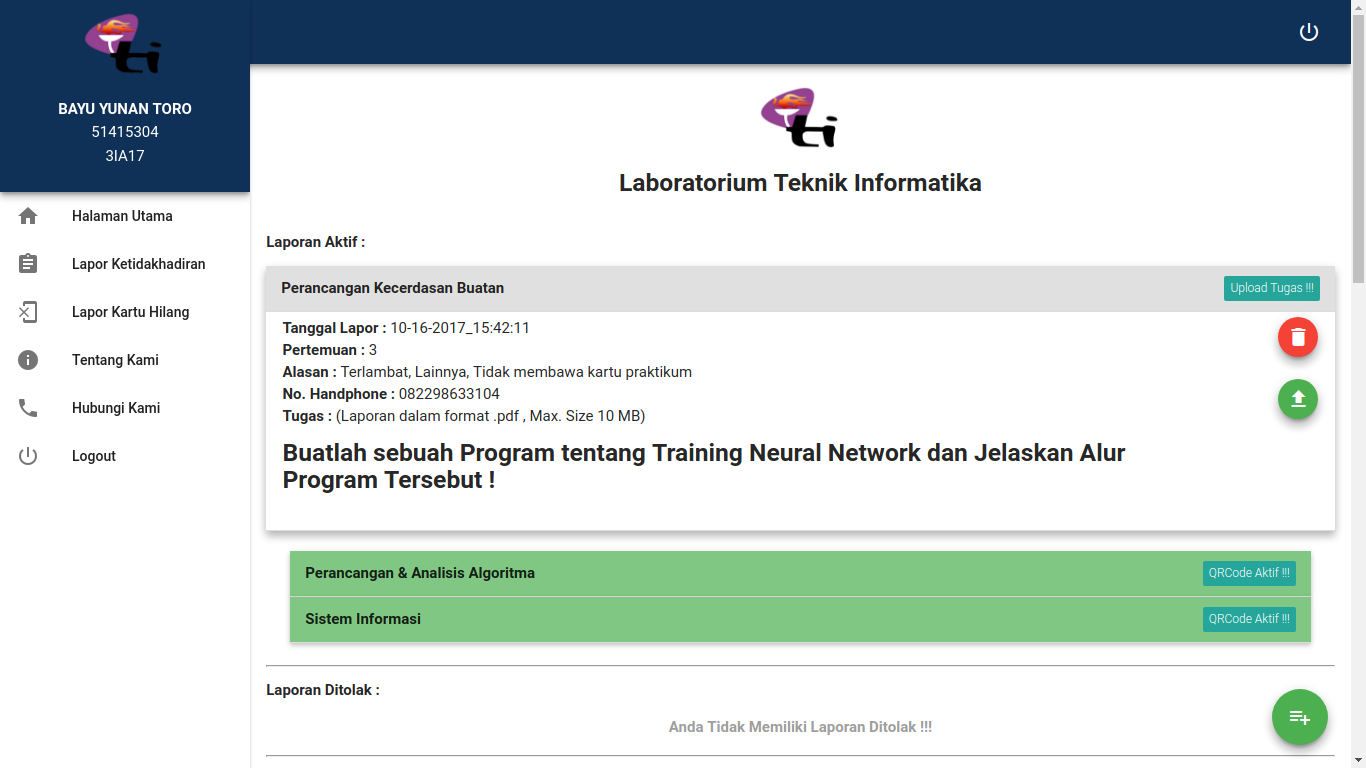 ti
BAYU YUNAN TORO
51415304
3IA17
Halaman Utama
Lapor Ketidakhadiran
Lapor Kartu Hilang
Tentang Kami
Hubungi Kami
Logout
ti
Laboratorium Teknik Informatika
Laporan Aktif :
Perancangan Kecerdasan Buatan
Upload Tugas !!!
Tanggal Lapor : 10-16-2017_15:42:11
Pertemuan : 3
Alasan : Terlambat, Lainnya, Tidak membawa kartu praktikum
No. Handphone : 082298633104
Tugas : (Laporan dalam format .pdf , Max. Size 10 MB)
Buatlah sebuah Program tentang Training Neural Network dan Jelaskan Alur
Program Tersebut !
Perancangan & Analisis Algoritma
QRCode Aktif !!!
Sistem Informasi
QRCode Aktif !!!
Laporan Ditolak :
Anda Tidak Memiliki Laporan Ditolak !!!